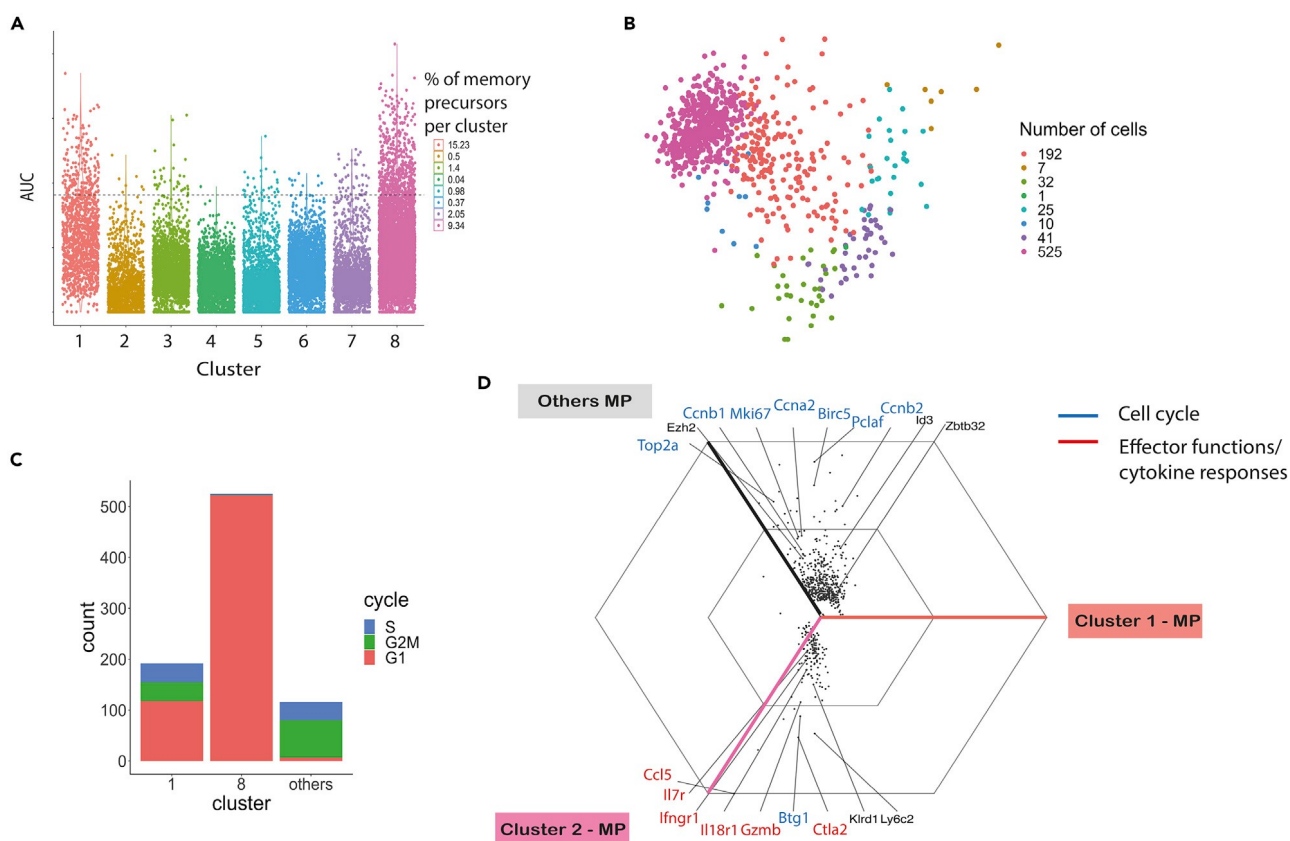 A
AUC
1 2 3 4 5 6 7 8
Cluster
% of memory
precursors
per cluster
15.23
0.5
1.4
0.04
0.98
0.37
2.05
9.34
B
Number of cells
192
7
32
1
25
10
41
525
C
count
500
400
300
200
100
0
1 8 others
cluster
cycle
S
G2M
G1
D
Others MP
Ccnb1 Mki67 Ccna2 Birc5 Pclaf Ccnb2 Id3 Zbtb32
Ezh2
Top2a
Cell cycle
Effector functions/
cytokine responses
Cluster 1 - MP
Ccl5
Il7r
Ifngr1 Il18r1 Gzmb Btg1 Ctla2 Klrd1 Ly6c2
Cluster 2 - MP